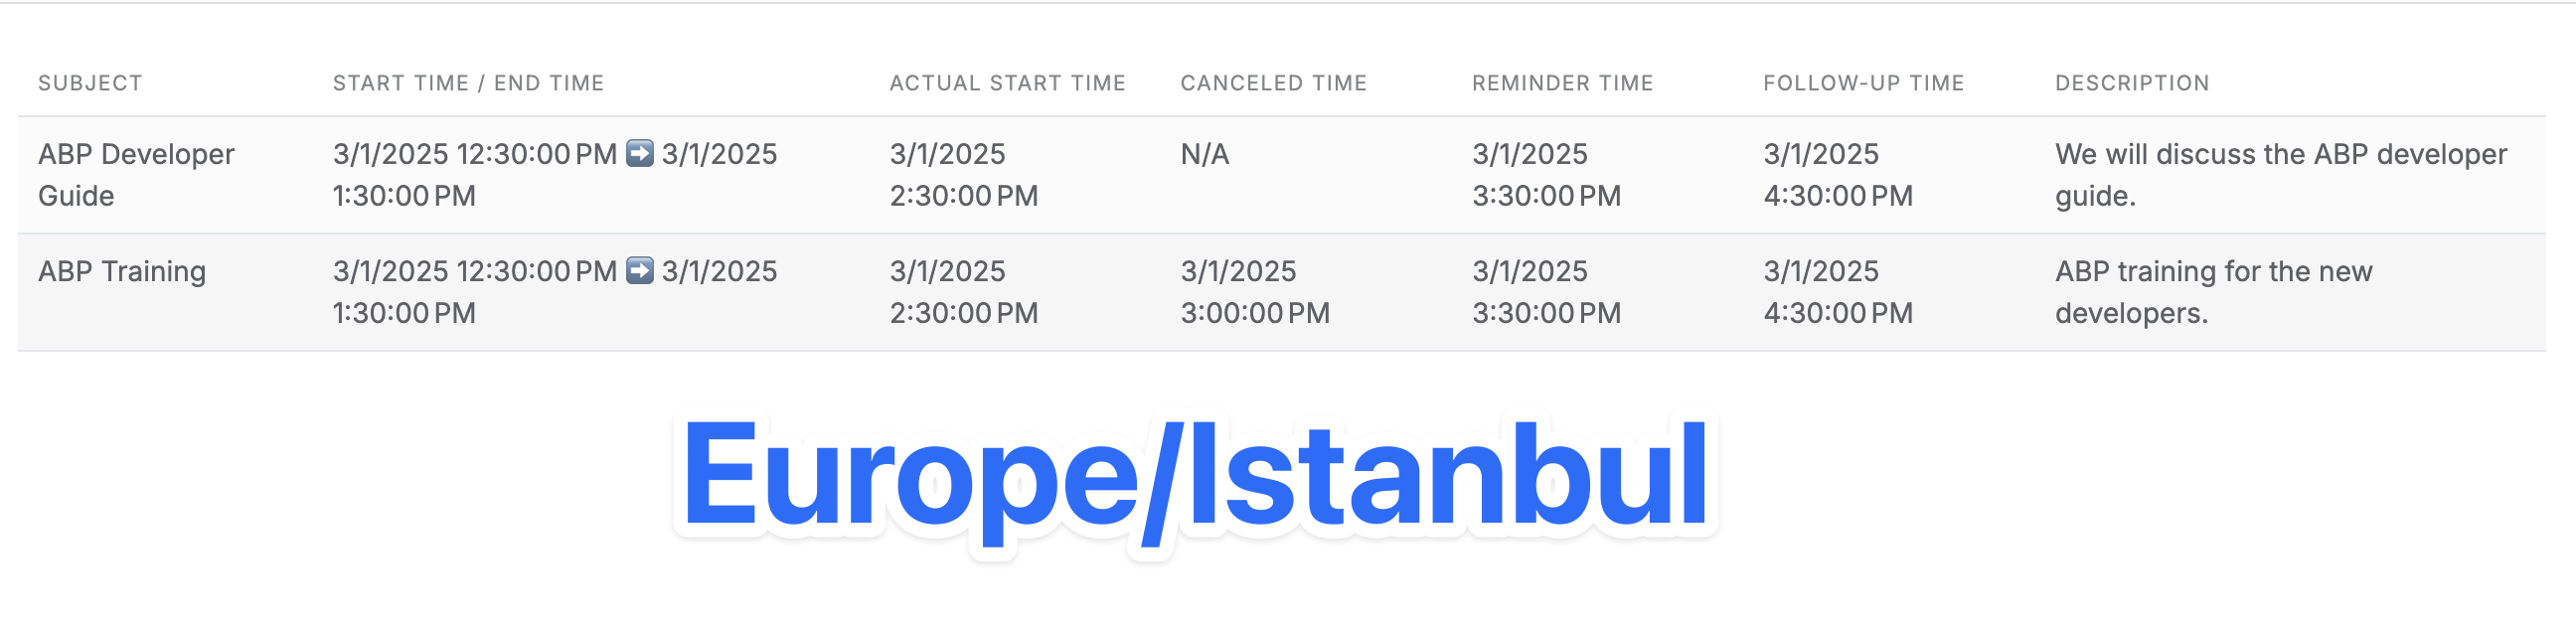 SUBJECT START TIME / END TIME ACTUAL START TIME CANCELED TIME REMINDER TIME FOLLOW-UP TIME DESCRIPTION
ABP Developer 3/1/2025 12:30:00 PM ➡️ 3/1/2025 3/1/2025 N/A 3/1/2025 3/1/2025 We will discuss the ABP developer
Guide 1:30:00 PM 2:30:00 PM 3:30:00 PM 4:30:00 PM guide.
ABP Training 3/1/2025 12:30:00 PM ➡️ 3/1/2025 3/1/2025 3/1/2025 3/1/2025 3/1/2025 ABP training for the new
1:30:00 PM 2:30:00 PM 3:00:00 PM 3:30:00 PM 4:30:00 PM developers.
Europe/Istanbul